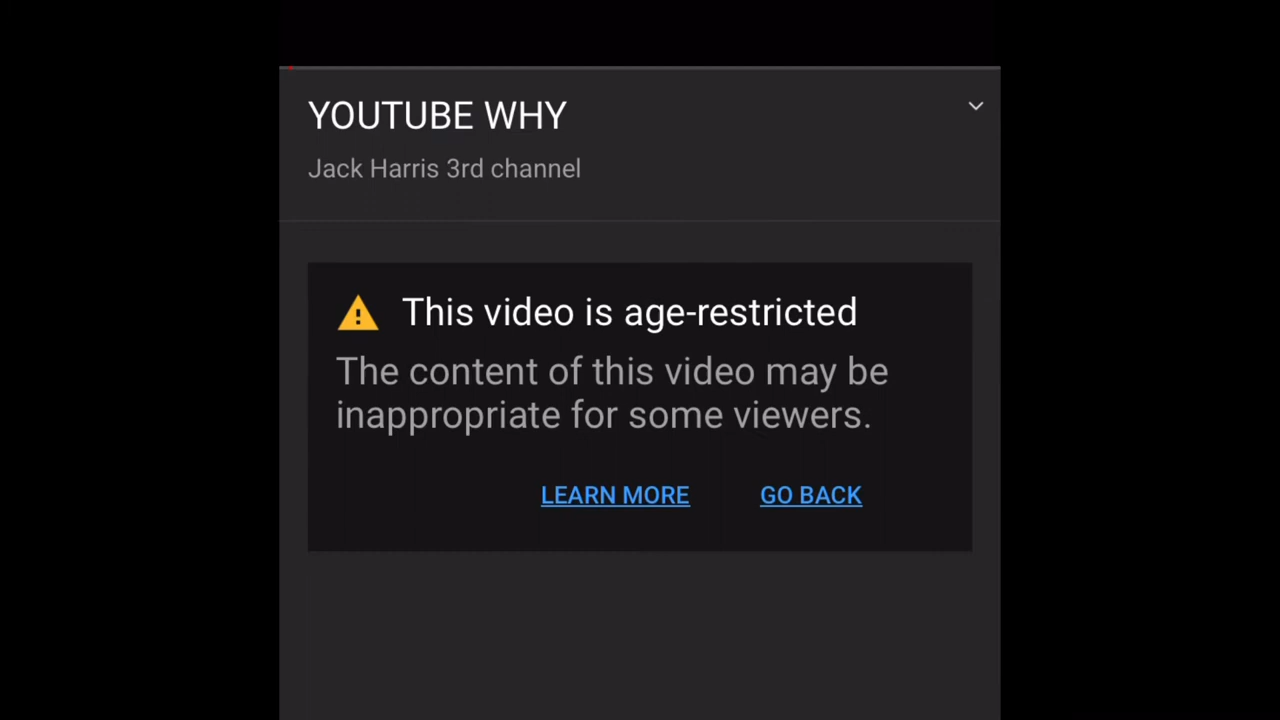 YOUTUBE WHY
Jack Harris 3rd channel
This video is age-restricted
The content of this video may be
inappropriate for some viewers.
LEARN MORE GO BACK